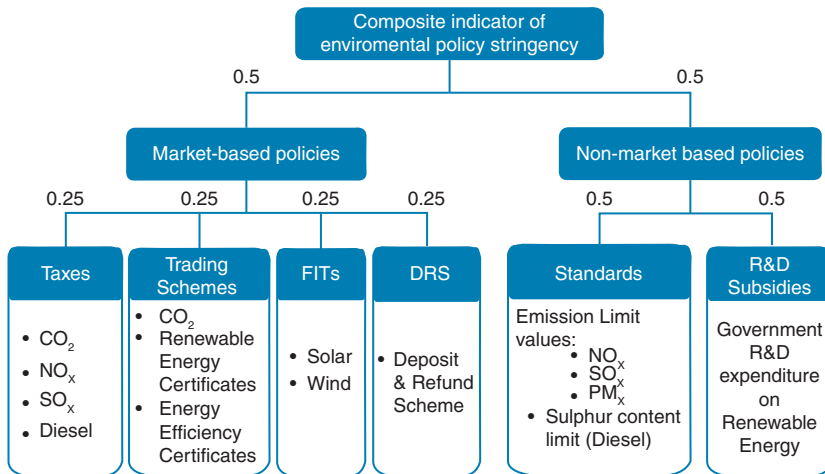 Composite indicator of
enviromental policy stringency
0.5
0.5
Market-based policies
Non-market based policies
0.25
0.25
0.25
0.25
0.5
0.5
Taxes
• CO₂
• NOₓ
• SOₓ
• Diesel
Trading
Schemes
• CO₂
• Renewable
Energy
Certificates
• Energy
Efficiency
Certificates
FITs
• Solar
• Wind
DRS
• Deposit
& Refund
Scheme
Standards
Emission Limit
values:
• NOₓ
• SOₓ
• PMₓ
• Sulphur content
limit (Diesel)
R&D
Subsidies
Government
R&D
expenditure
on
Renewable
Energy